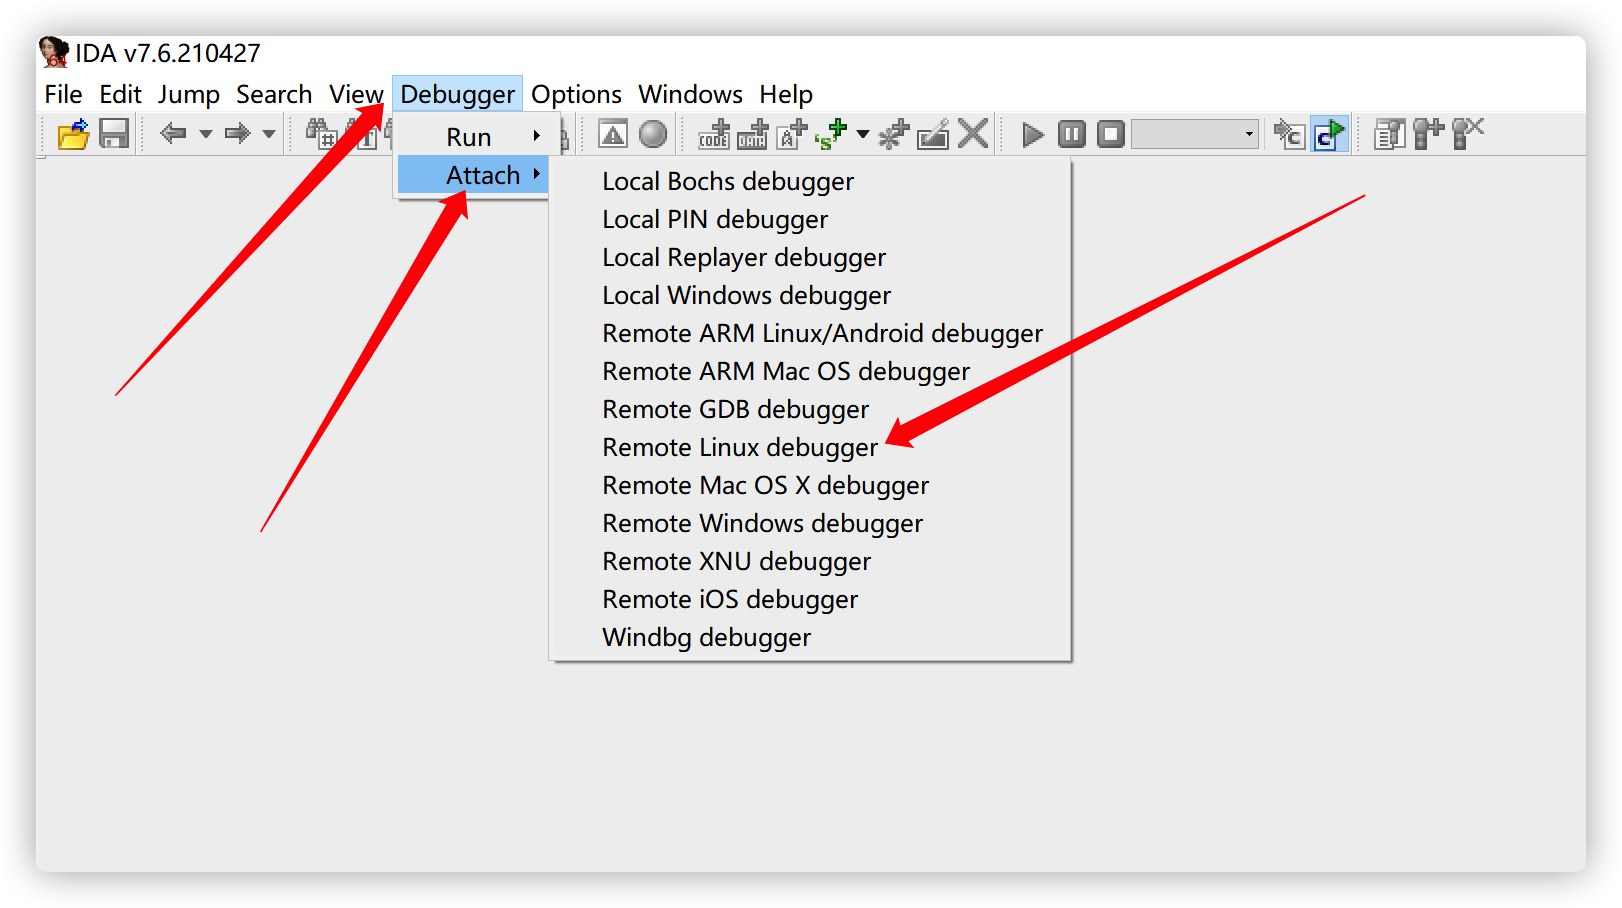 IDA v7.6.210427
File Edit Jump Search View Debugger Options Windows Help
Run
Attach
Local Bochs debugger
Local PIN debugger
Local Replayer debugger
Local Windows debugger
Remote ARM Linux/Android debugger
Remote ARM Mac OS debugger
Remote GDB debugger
Remote Linux debugger
Remote Mac OS X debugger
Remote Windows debugger
Remote XNU debugger
Remote iOS debugger
Windbg debugger